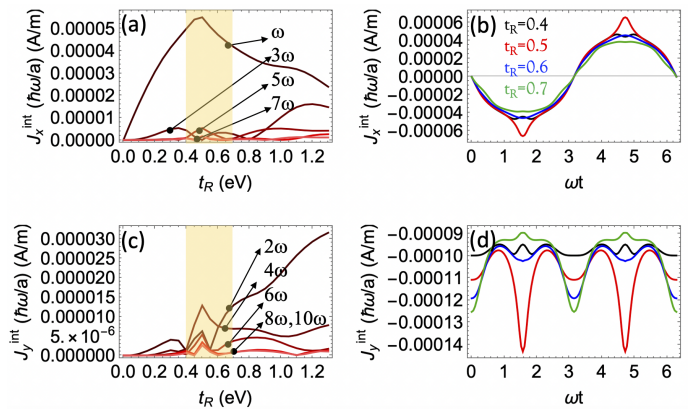 (a)
J_x^int (ħω/a) (A/m)
0.00005
0.00004
0.00003
0.00002
0.00001
0.00000
ω
3ω
5ω
7ω
0.0 0.2 0.4 0.6 0.8 1.0 1.2
t_R (eV)
(b)
J_x^int (ħω/a) (A/m)
0.00006
0.00004
0.00002
0.00000
−0.00002
−0.00004
−0.00006
t_R=0.4
t_R=0.5
t_R=0.6
t_R=0.7
0 1 2 3 4 5 6
ωt
(c)
J_y^int (ħω/a) (A/m)
0.000030
0.000025
0.000020
0.000015
0.000010
5.×10⁻⁶
0.000000
2ω
4ω
6ω
8ω,10ω
0.0 0.2 0.4 0.6 0.8 1.0 1.2
t_R (eV)
(d)
J_y^int (ħω/a) (A/m)
−0.00009
−0.00010
−0.00011
−0.00012
−0.00013
−0.00014
0 1 2 3 4 5 6
ωt